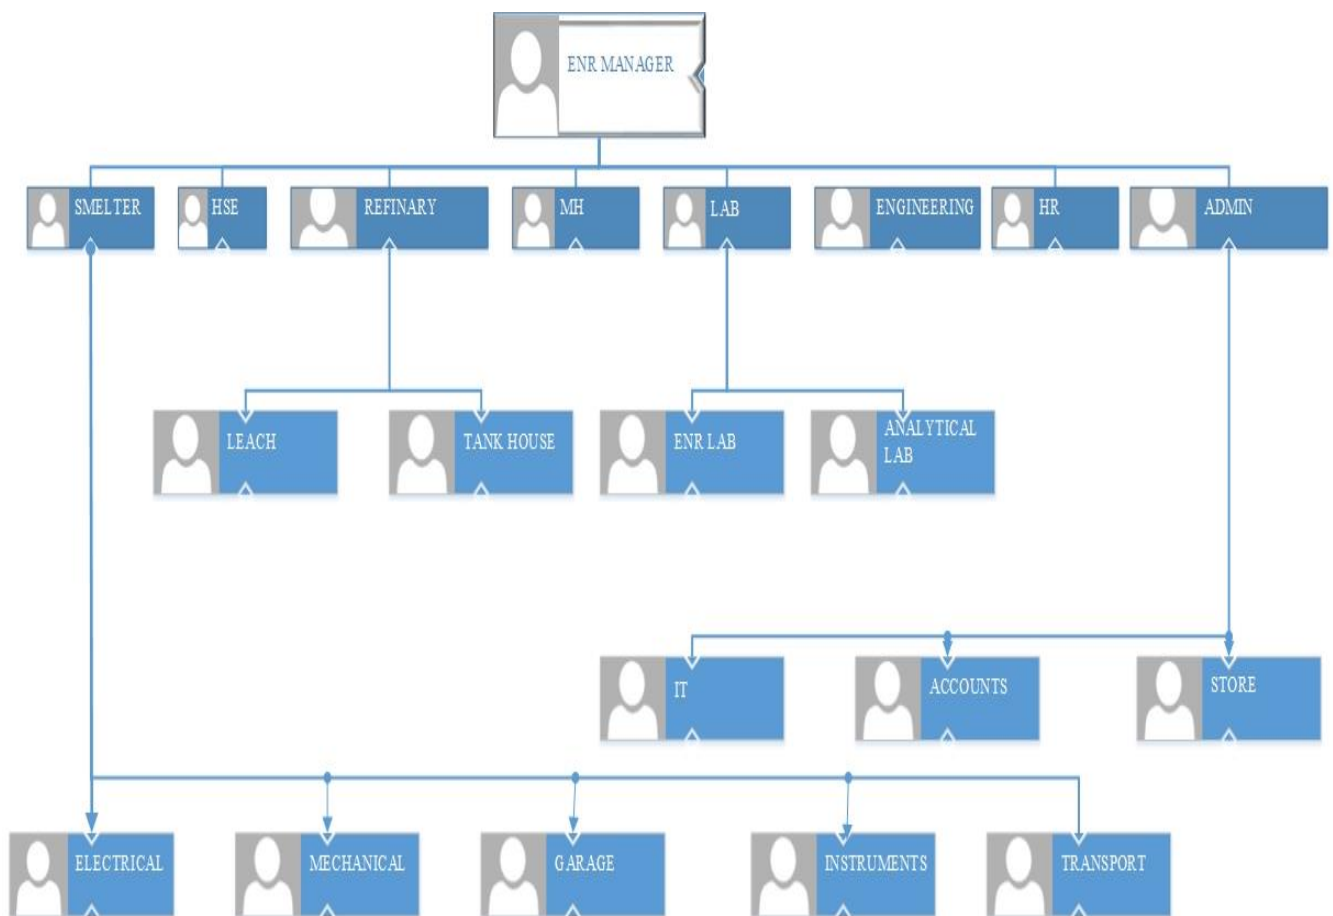 ENR MANAGER
SMELTER
HSE
REFINARY
MH
LAB
ENGINEERING
HR
ADMIN
LEACH
TANK HOUSE
ENR LAB
ANALYTICAL
LAB
IT
ACCOUNTS
STORE
ELECTRICAL
MECHANICAL
GARAGE
INSTRUMENTS
TRANSPORT